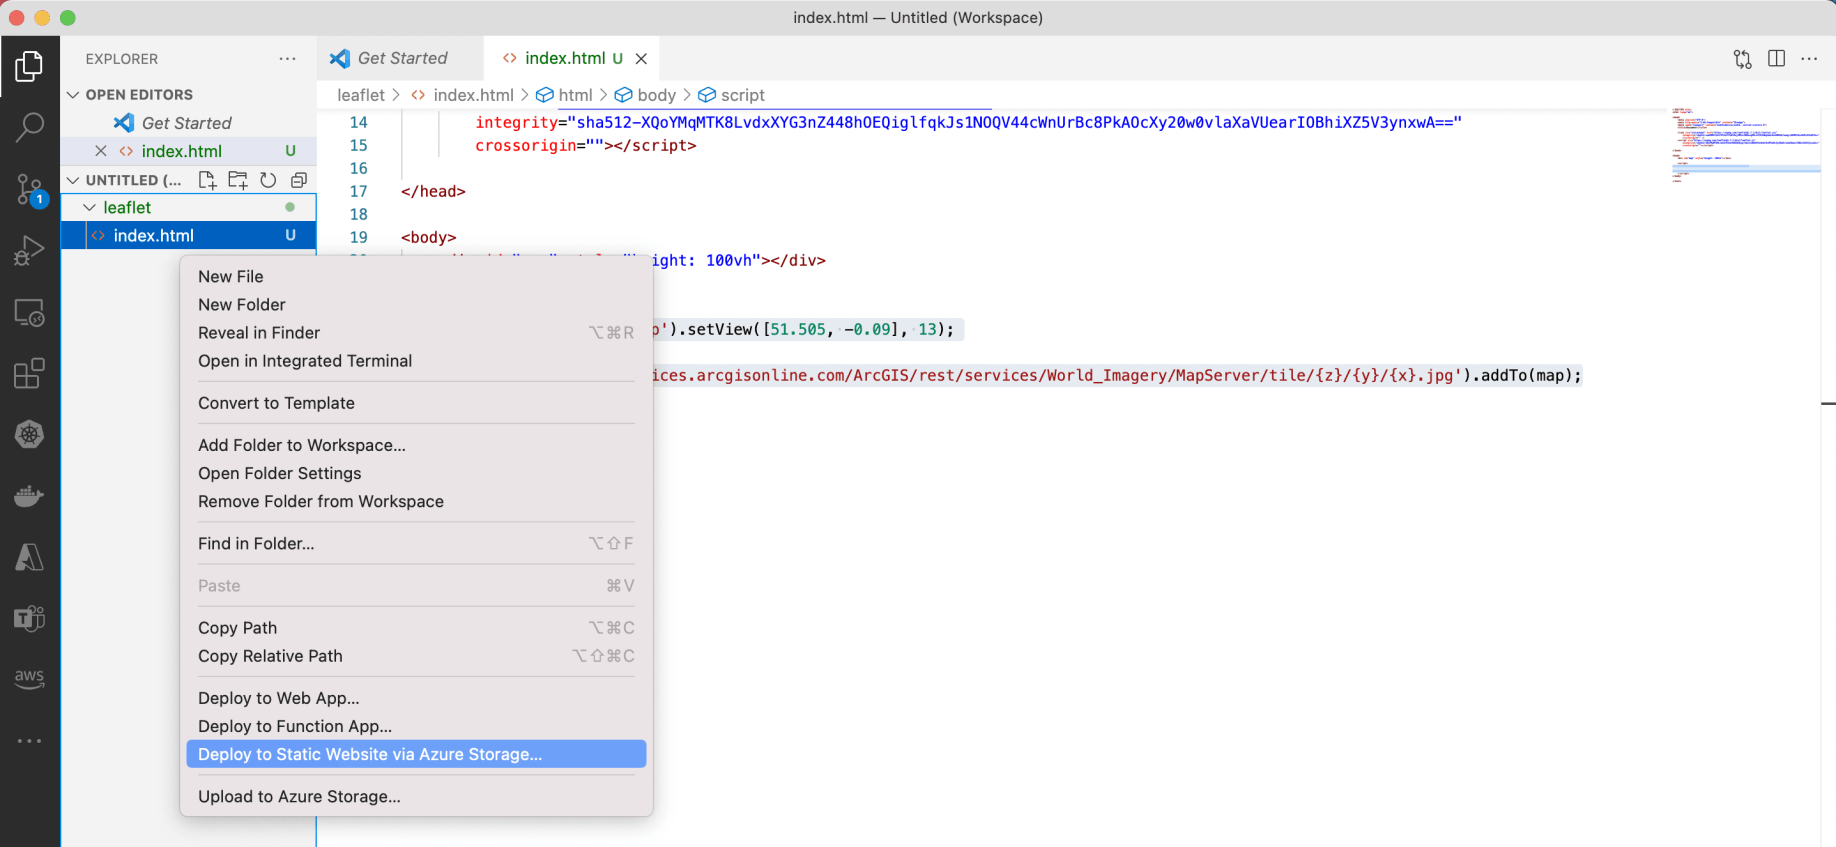 index.html — Untitled (Workspace)
EXPLORER
Get Started
index.html U
OPEN EDITORS
Get Started
index.html U
UNTITLED (...
leaflet
index.html U
1
aws
leaflet > index.html > html > body > script
14 integrity="sha512-XQoYMqMTK8LvdxXYG3nZ448hOEQiglfqkJs1NOQV44cWnUrBc8PkAOcXy20w0vlaXaVUearIOBhiXZ5V3ynxwA=="
15 crossorigin=""></script>
16
17 </head>
18
19 <body>
ight: 100vh"></div>
p').setView([51.505, -0.09], 13);
ices.arcgisonline.com/ArcGIS/rest/services/World_Imagery/MapServer/tile/{z}/{y}/{x}.jpg').addTo(map);
New File
New Folder
Reveal in Finder ⌥⌘R
Open in Integrated Terminal
Convert to Template
Add Folder to Workspace...
Open Folder Settings
Remove Folder from Workspace
Find in Folder... ⌥⇧F
Paste ⌘V
Copy Path ⌥⌘C
Copy Relative Path ⌥⇧⌘C
Deploy to Web App...
Deploy to Function App...
Deploy to Static Website via Azure Storage...
Upload to Azure Storage...